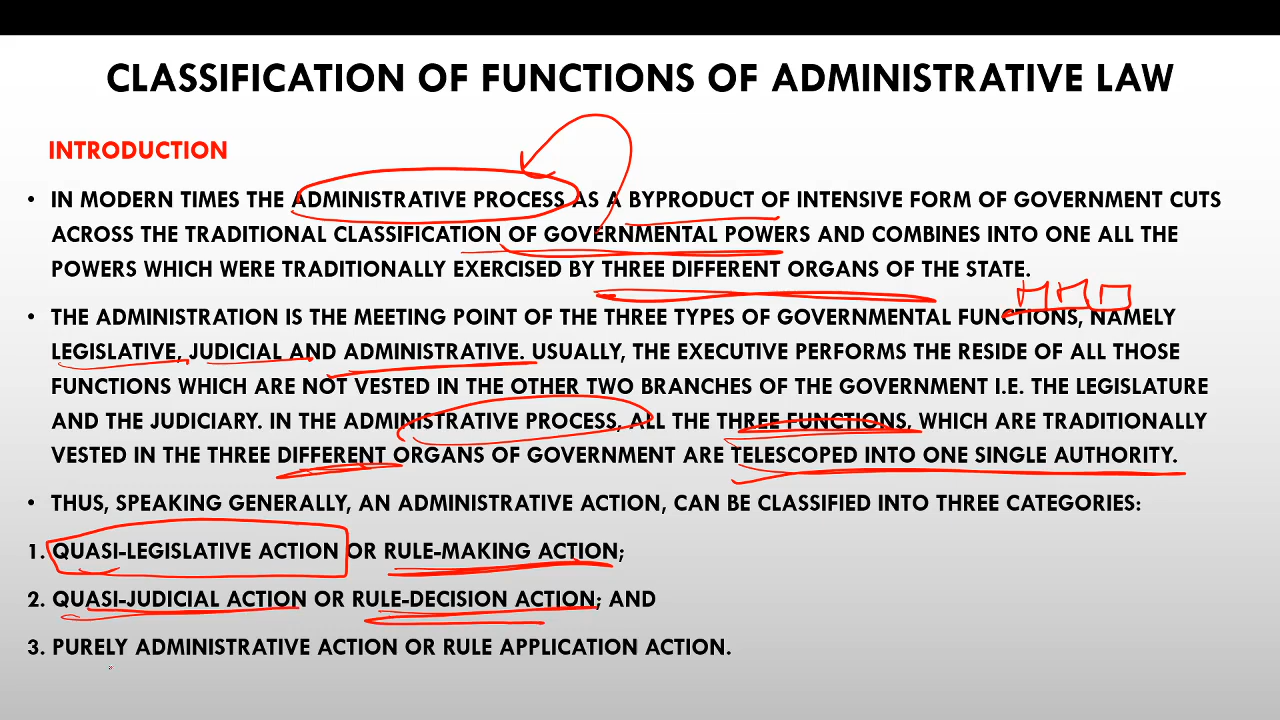 CLASSIFICATION OF FUNCTIONS OF ADMINISTRATIVE LAW
INTRODUCTION
• IN MODERN TIMES THE ADMINISTRATIVE PROCESS AS A BYPRODUCT OF INTENSIVE FORM OF GOVERNMENT CUTS
ACROSS THE TRADITIONAL CLASSIFICATION OF GOVERNMENTAL POWERS AND COMBINES INTO ONE ALL THE
POWERS WHICH WERE TRADITIONALLY EXERCISED BY THREE DIFFERENT ORGANS OF THE STATE.
• THE ADMINISTRATION IS THE MEETING POINT OF THE THREE TYPES OF GOVERNMENTAL FUNCTIONS, NAMELY
LEGISLATIVE, JUDICIAL AND ADMINISTRATIVE. USUALLY, THE EXECUTIVE PERFORMS THE RESIDE OF ALL THOSE
FUNCTIONS WHICH ARE NOT VESTED IN THE OTHER TWO BRANCHES OF THE GOVERNMENT I.E. THE LEGISLATURE
AND THE JUDICIARY. IN THE ADMINISTRATIVE PROCESS, ALL THE THREE FUNCTIONS, WHICH ARE TRADITIONALLY
VESTED IN THE THREE DIFFERENT ORGANS OF GOVERNMENT ARE TELESCOPED INTO ONE SINGLE AUTHORITY.
• THUS, SPEAKING GENERALLY, AN ADMINISTRATIVE ACTION, CAN BE CLASSIFIED INTO THREE CATEGORIES:
1. QUASI-LEGISLATIVE ACTION OR RULE-MAKING ACTION;
2. QUASI-JUDICIAL ACTION OR RULE-DECISION ACTION; AND
3. PURELY ADMINISTRATIVE ACTION OR RULE APPLICATION ACTION.